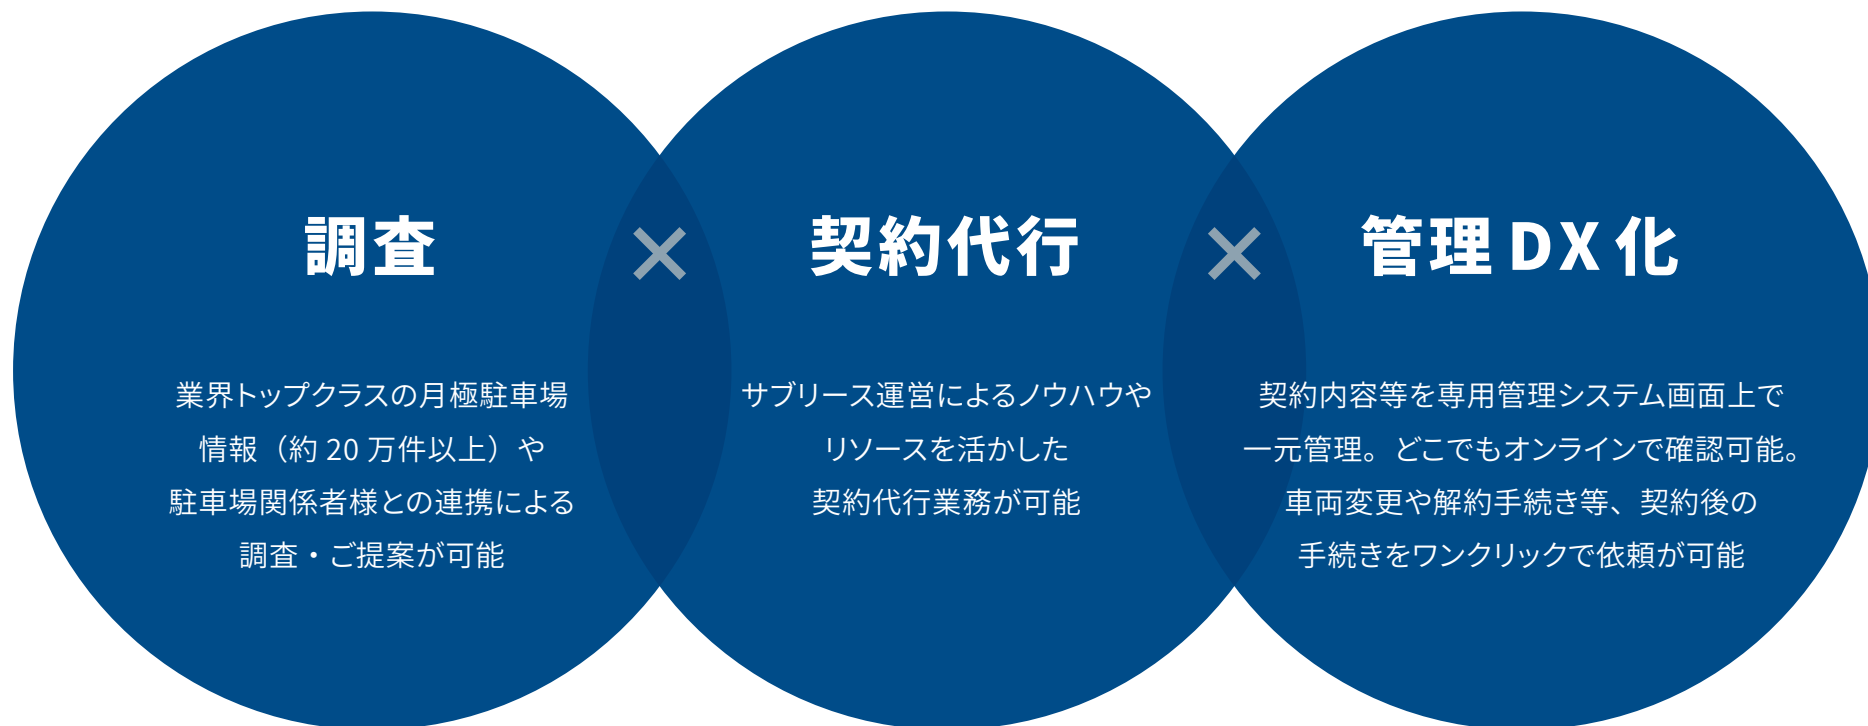 調査
×
契約代行
×
管理DX化
業界トップクラスの月極駐車場
情報（約20万件以上）や
駐車場関係者様との連携による
調査・ご提案が可能
サブリース運営によるノウハウや
リソースを活かした
契約代行業務が可能
契約内容等を専用管理システム画面上で
一元管理。どこでもオンラインで確認可能。
車両変更や解約手続き等、契約後の
手続きをワンクリックで依頼が可能